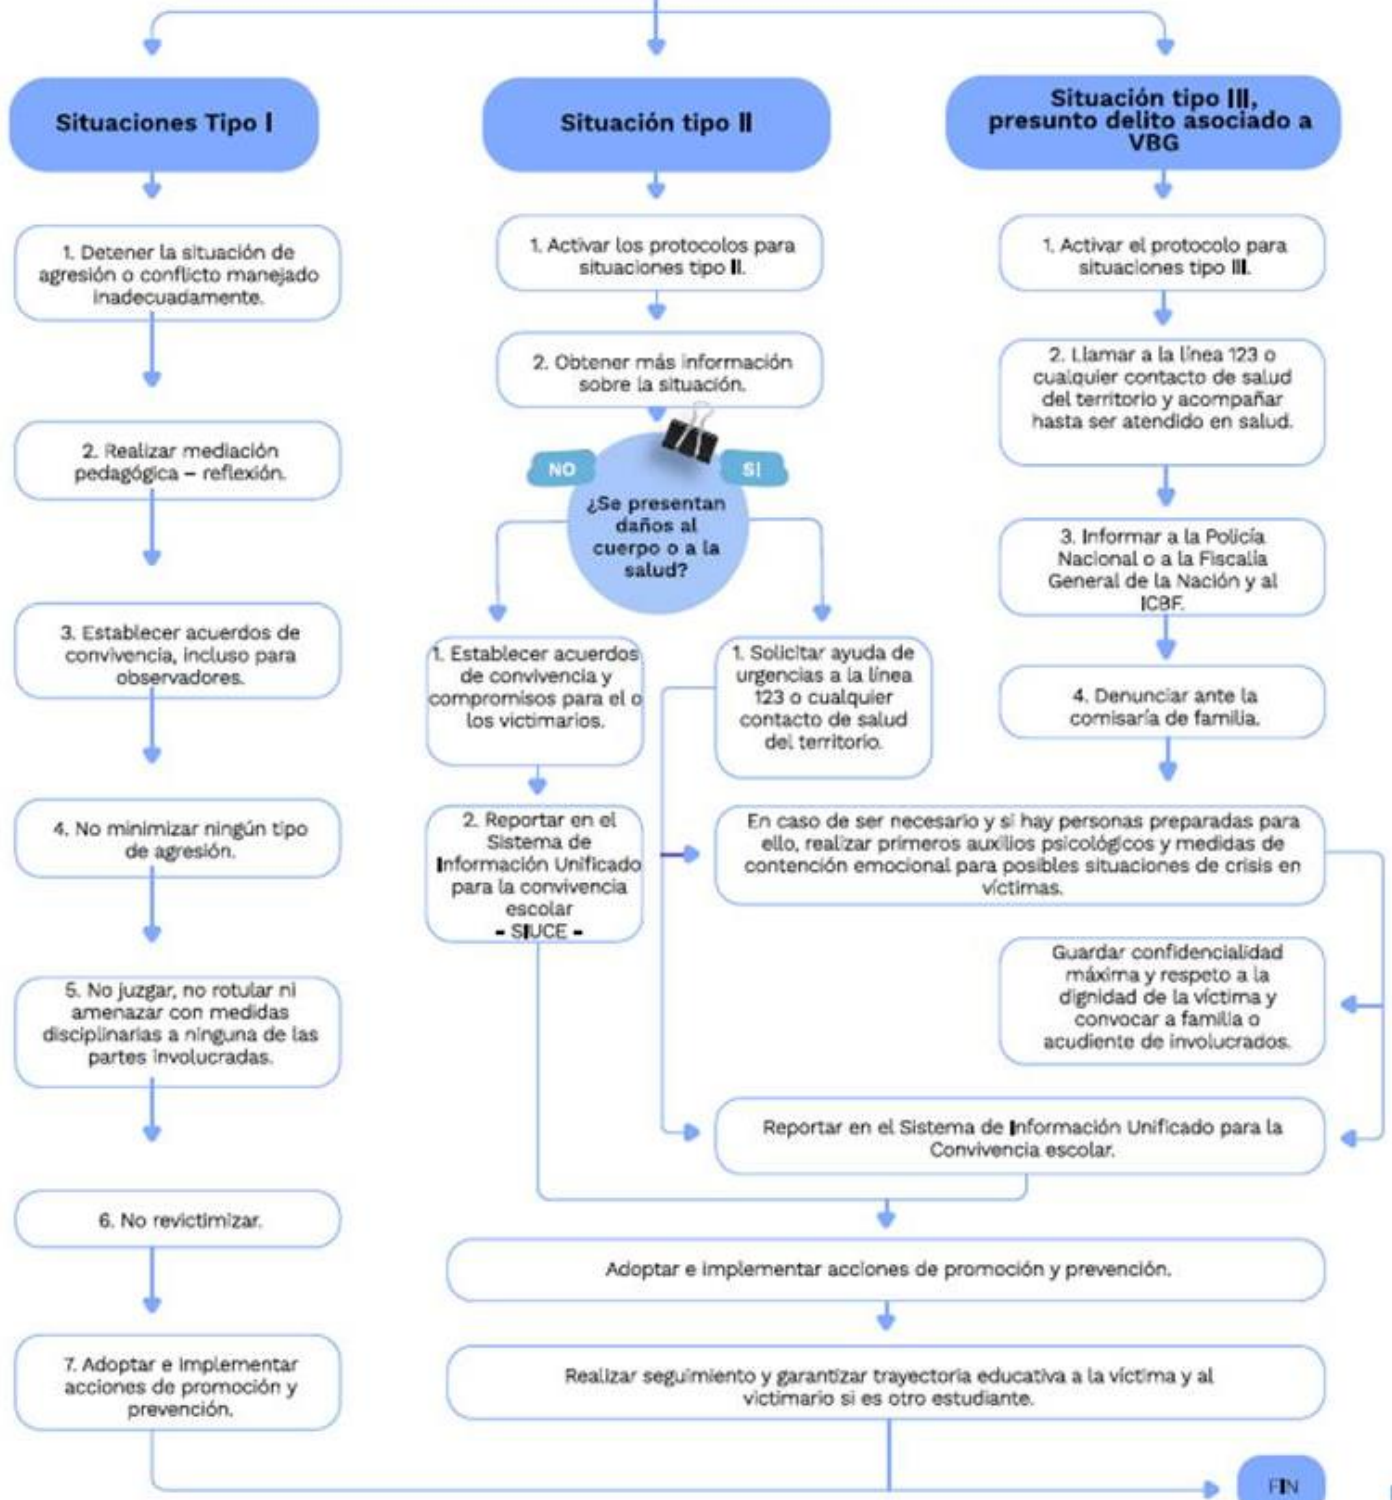 Situaciones Tipo I
1. Detener la situación de
agresión o conflicto manejado
inadecuadamente.
2. Realizar mediación
pedagógica – reflexión.
3. Establecer acuerdos de
convivencia, incluso para
observadores.
4. No minimizar ningún tipo
de agresión.
5. No juzgar, no rotular ni
amenazar con medidas
disciplinarias a ninguna de las
partes involucradas.
6. No revictimizar.
7. Adoptar e implementar
acciones de promoción y
prevención.
Situación tipo II
1. Activar los protocolos para
situaciones tipo II.
2. Obtener más información
sobre la situación.
NO
SI
¿Se presentan
daños al
cuerpo o a la
salud?
1. Establecer acuerdos
de convivencia y
compromisos para el o
los victimarios.
2. Reportar en el
Sistema de
Información Unificado
para la convivencia
escolar
- SIUCE -
1. Solicitar ayuda de
urgencias a la línea
123 o cualquier
contacto de salud
del territorio.
Situación tipo III,
presunto delito asociado a
VBG
1. Activar el protocolo para
situaciones tipo III.
2. Llamar a la línea 123 o
cualquier contacto de salud
del territorio y acompañar
hasta ser atendido en salud.
3. Informar a la Policía
Nacional o a la Fiscalía
General de la Nación y al
ICBF.
4. Denunciar ante la
comisaría de familia.
En caso de ser necesario y si hay personas preparadas para
ello, realizar primeros auxilios psicológicos y medidas de
contención emocional para posibles situaciones de crisis en
víctimas.
Guardar confidencialidad
máxima y respeto a la
dignidad de la víctima y
convocar a familia o
acudiente de involucrados.
Reportar en el Sistema de Información Unificado para la
Convivencia escolar.
Adoptar e implementar acciones de promoción y prevención.
Realizar seguimiento y garantizar trayectoria educativa a la víctima y al
victimario si es otro estudiante.
FIN